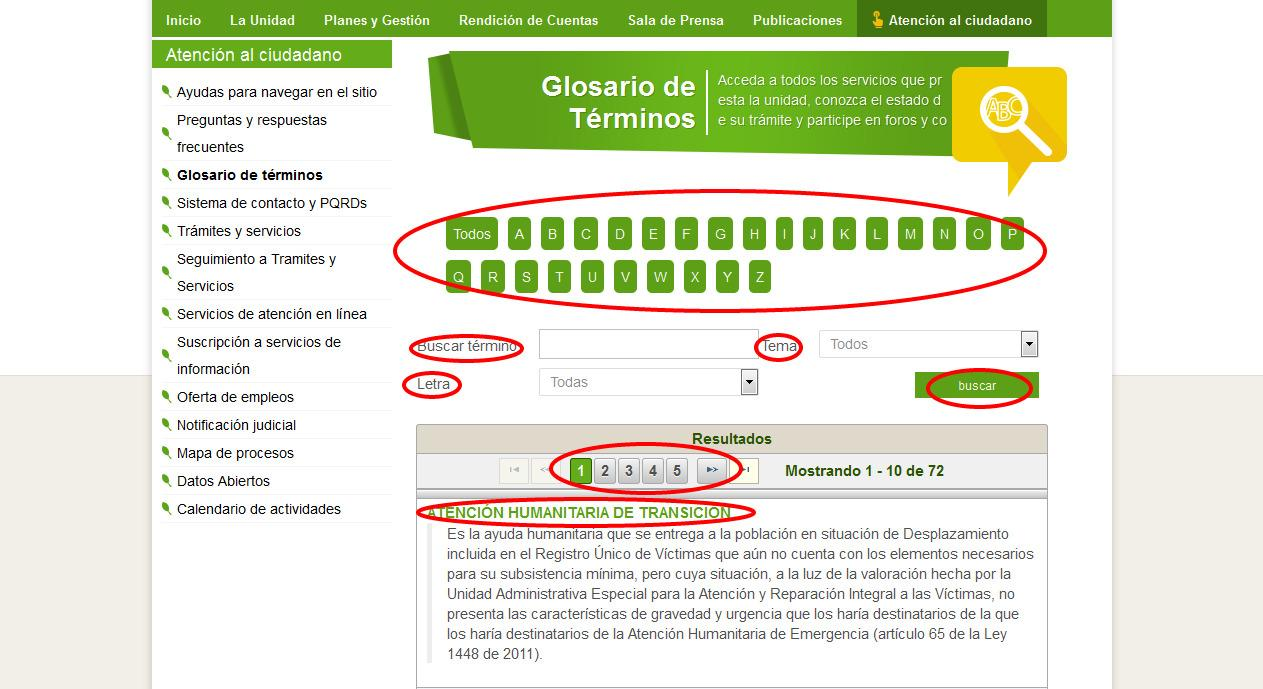 Inicio La Unidad Planes y Gestión Rendición de Cuentas Sala de Prensa Publicaciones Atención al ciudadano
Atención al ciudadano
Ayudas para navegar en el sitio
Preguntas y respuestas
frecuentes
Glosario de términos
Sistema de contacto y PQRDs
Trámites y servicios
Seguimiento a Tramites y
Servicios
Servicios de atención en línea
Suscripción a servicios de
información
Oferta de empleos
Notificación judicial
Mapa de procesos
Datos Abiertos
Calendario de actividades
Glosario de
Términos
Acceda a todos los servicios que pr
esta la unidad, conozca el estado d
e su trámite y participe en foros y co
ABC
Todos A B C D E F G H I J K L M N O P
Q R S T U V W X Y Z
Buscar término Tema Todos
Letra Todas buscar
Resultados
1 2 3 4 5 Mostrando 1 - 10 de 72
ATENCIÓN HUMANITARIA DE TRANSICIÓN
Es la ayuda humanitaria que se entrega a la población en situación de Desplazamiento
incluida en el Registro Único de Víctimas que aún no cuenta con los elementos necesarios
para su subsistencia mínima, pero cuya situación, a la luz de la valoración hecha por la
Unidad Administrativa Especial para la Atención y Reparación Integral a las Víctimas, no
presenta las características de gravedad y urgencia que los haría destinatarios de la que
los haría destinatarios de la Atención Humanitaria de Emergencia (artículo 65 de la Ley
1448 de 2011).